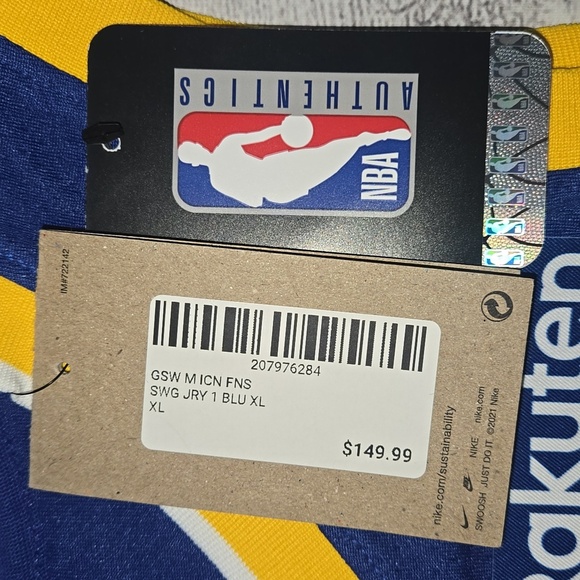 AUTHENTICS
NBA
IM#722142
207976284
GSW M ICN FNS
SWG JRY 1 BLU XL
XL
$149.99
nike.com/sustainability
NIKE nike.com
SWOOSH JUST DO IT ©2021 Nike
akuten